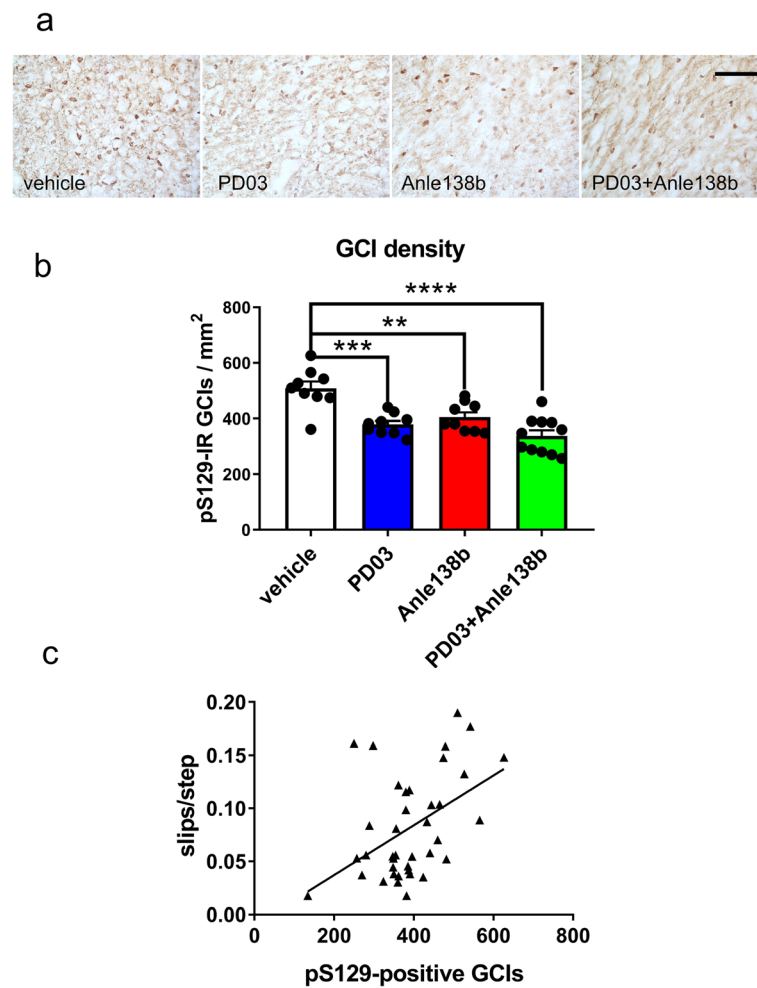 a
vehicle PD03 Anle138b PD03+Anle138b
b
GCI density
pS129-IR GCIs / mm²
800
600
400
200
0
****
**
***
vehicle
PD03
Anle138b
PD03+Anle138b
c
slips/step
0.20
0.15
0.10
0.05
0.00
0 200 400 600 800
pS129-positive GCIs